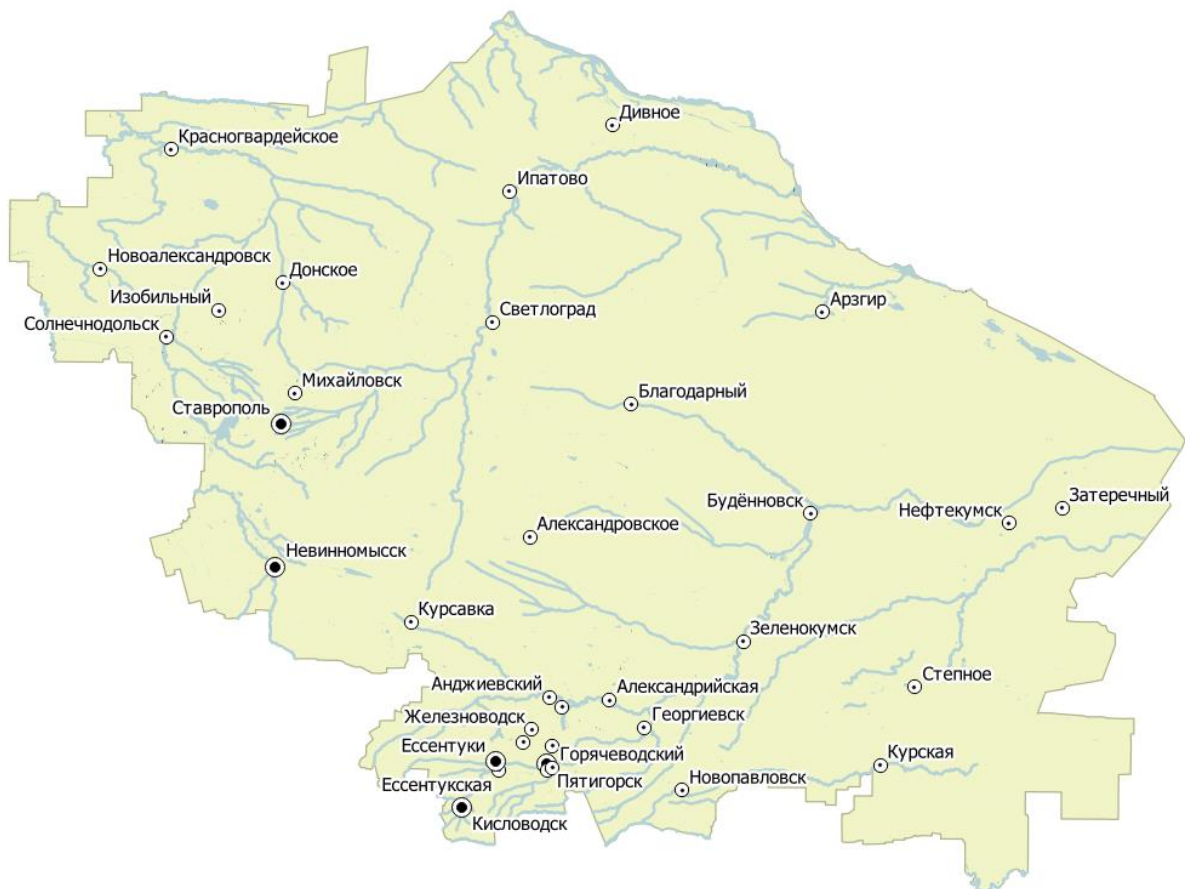 Дивное
Красногвардейское
Ипатово
Новоалександровск
Донское
Изобильный
Арзгир
Светлоград
Солнечнодольск
Михайловск
Благодарный
Ставрополь
Затеречный
Будённовск
Нефтекумск
Александровское
Невинномысск
Курсавка
Зеленокумск
Степное
Анджиевский
Александрийская
Железноводск
Георгиевск
Ессентуки
Горячеводский
Курская
Ессентукская
Пятигорск
Новопавловск
Кисловодск